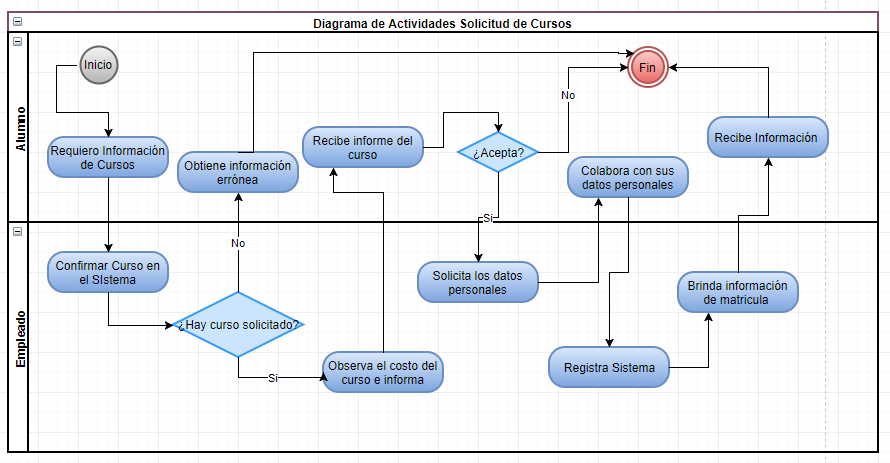 Diagrama de Actividades Solicitud de Cursos
Alumno
Inicio
Fin
No
Requiero Información
de Cursos
Obtiene información
errónea
Recibe informe del
curso
¿Acepta?
Colabora con sus
datos personales
Recibe Información
Si
No
Empleado
Confirmar Curso en
el SIstema
¿Hay curso solicitado?
Si
Observa el costo del
curso e informa
Solicita los datos
personales
Registra Sistema
Brinda información
de matricula